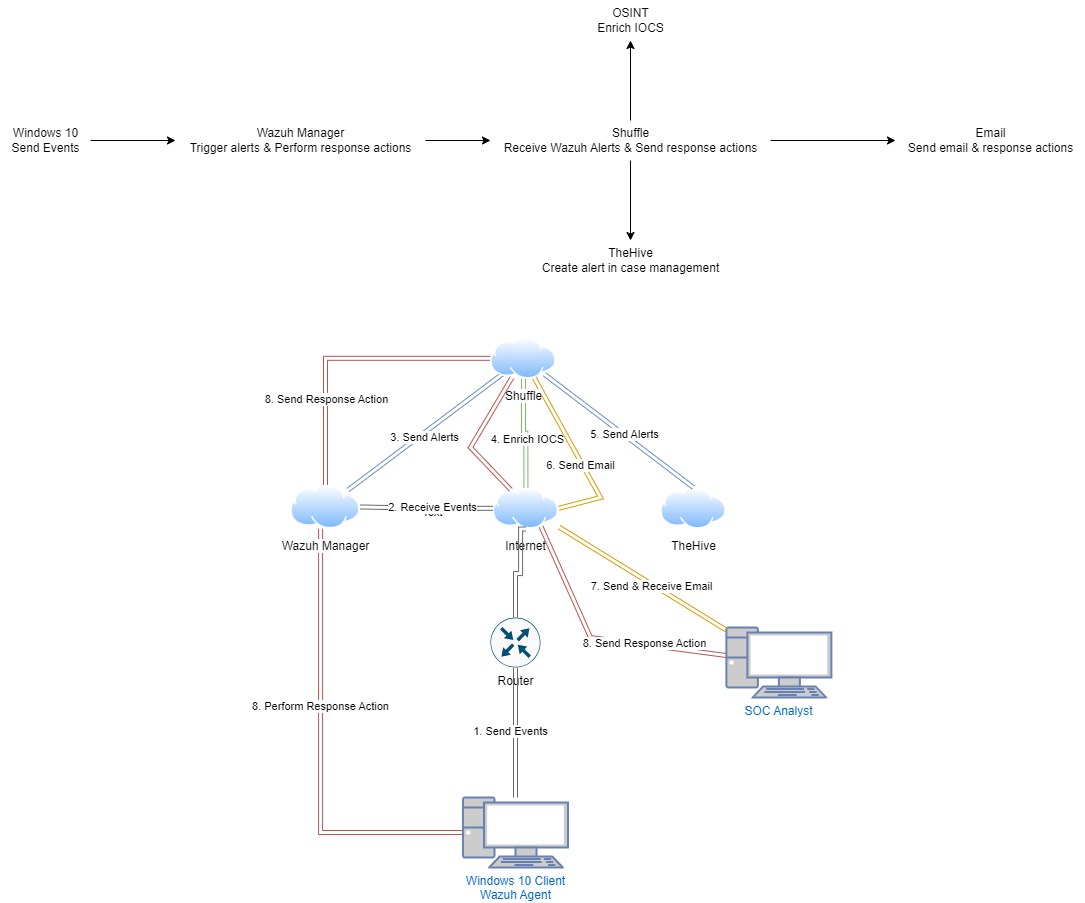 OSINT
Enrich IOCS
Windows 10
Send Events
Wazuh Manager
Trigger alerts & Perform response actions
Shuffle
Receive Wazuh Alerts & Send response actions
Email
Send email & response actions
TheHive
Create alert in case management
Shuffle
8. Send Response Action
3. Send Alerts
4. Enrich IOCS
5. Send Alerts
6. Send Email
2. Receive Events
Wazuh Manager
Internet
TheHive
7. Send & Receive Email
8. Send Response Action
Router
SOC Analyst
8. Perform Response Action
1. Send Events
Windows 10 Client
Wazuh Agent